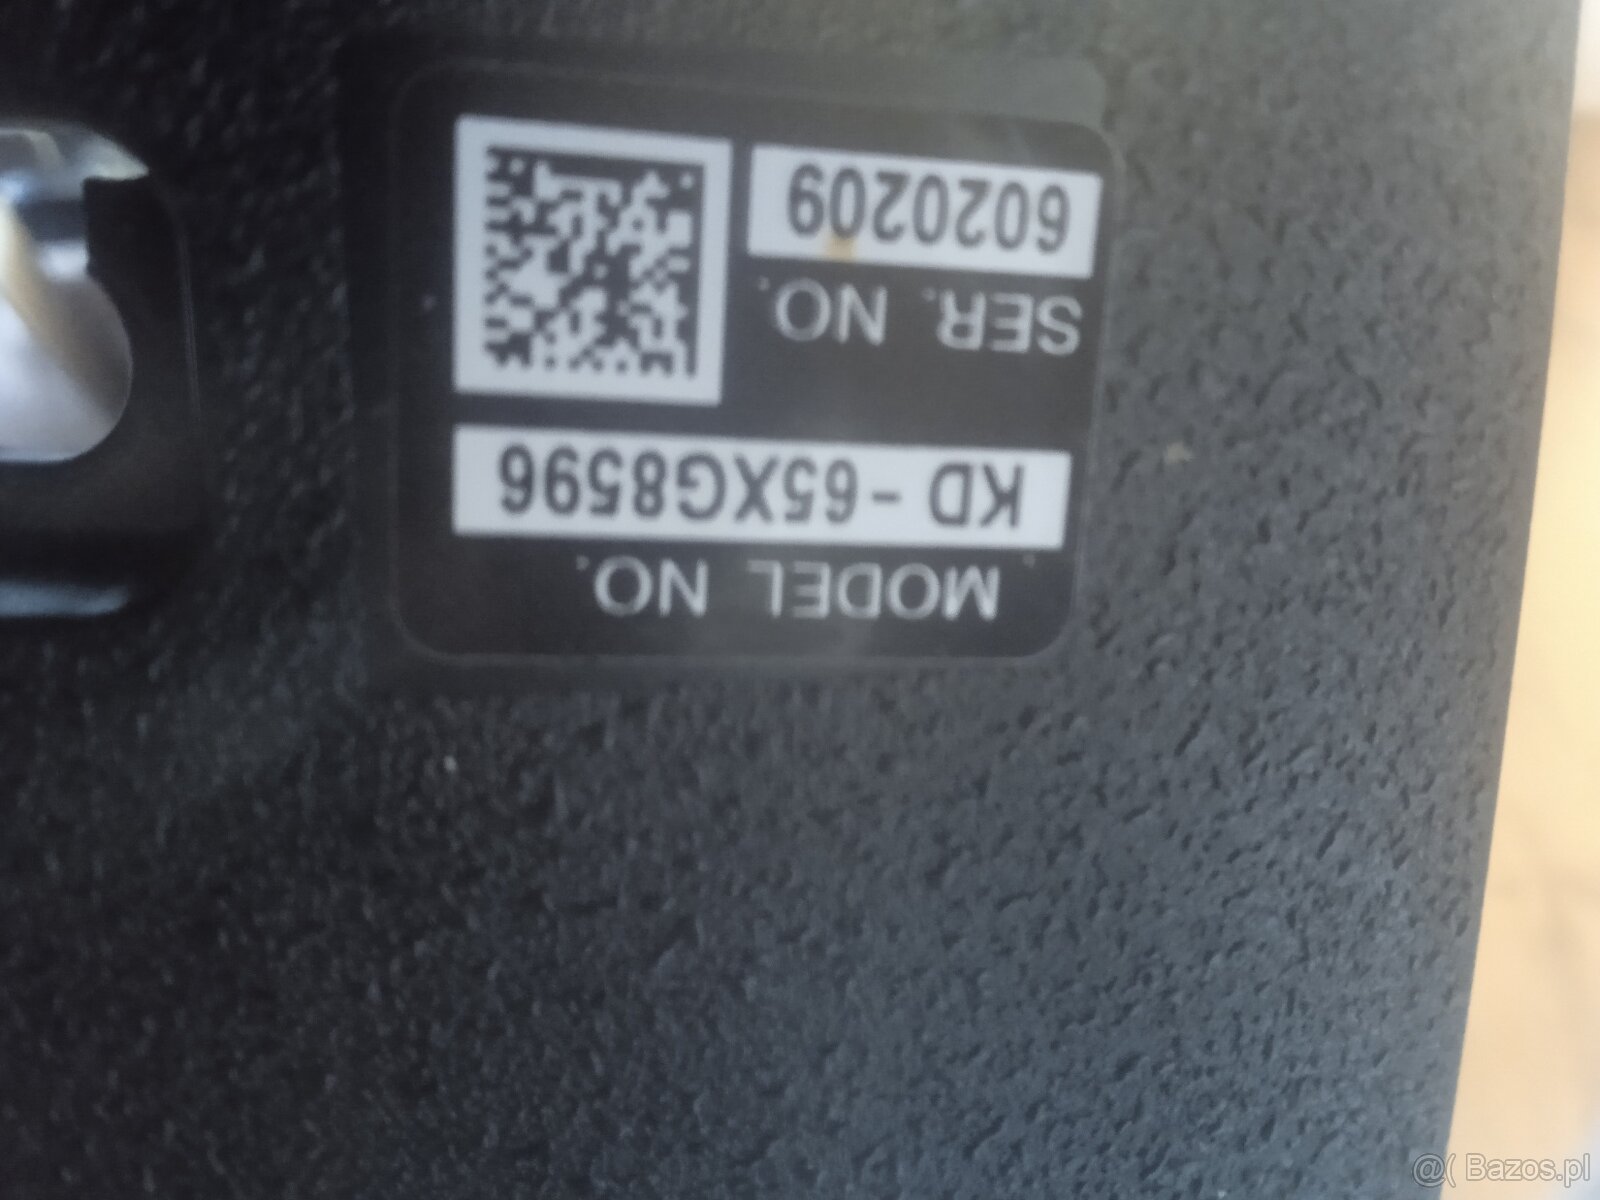 MODEL NO.
KD-65XG8596
SER. NO.
6020209
@( Bazos.pl